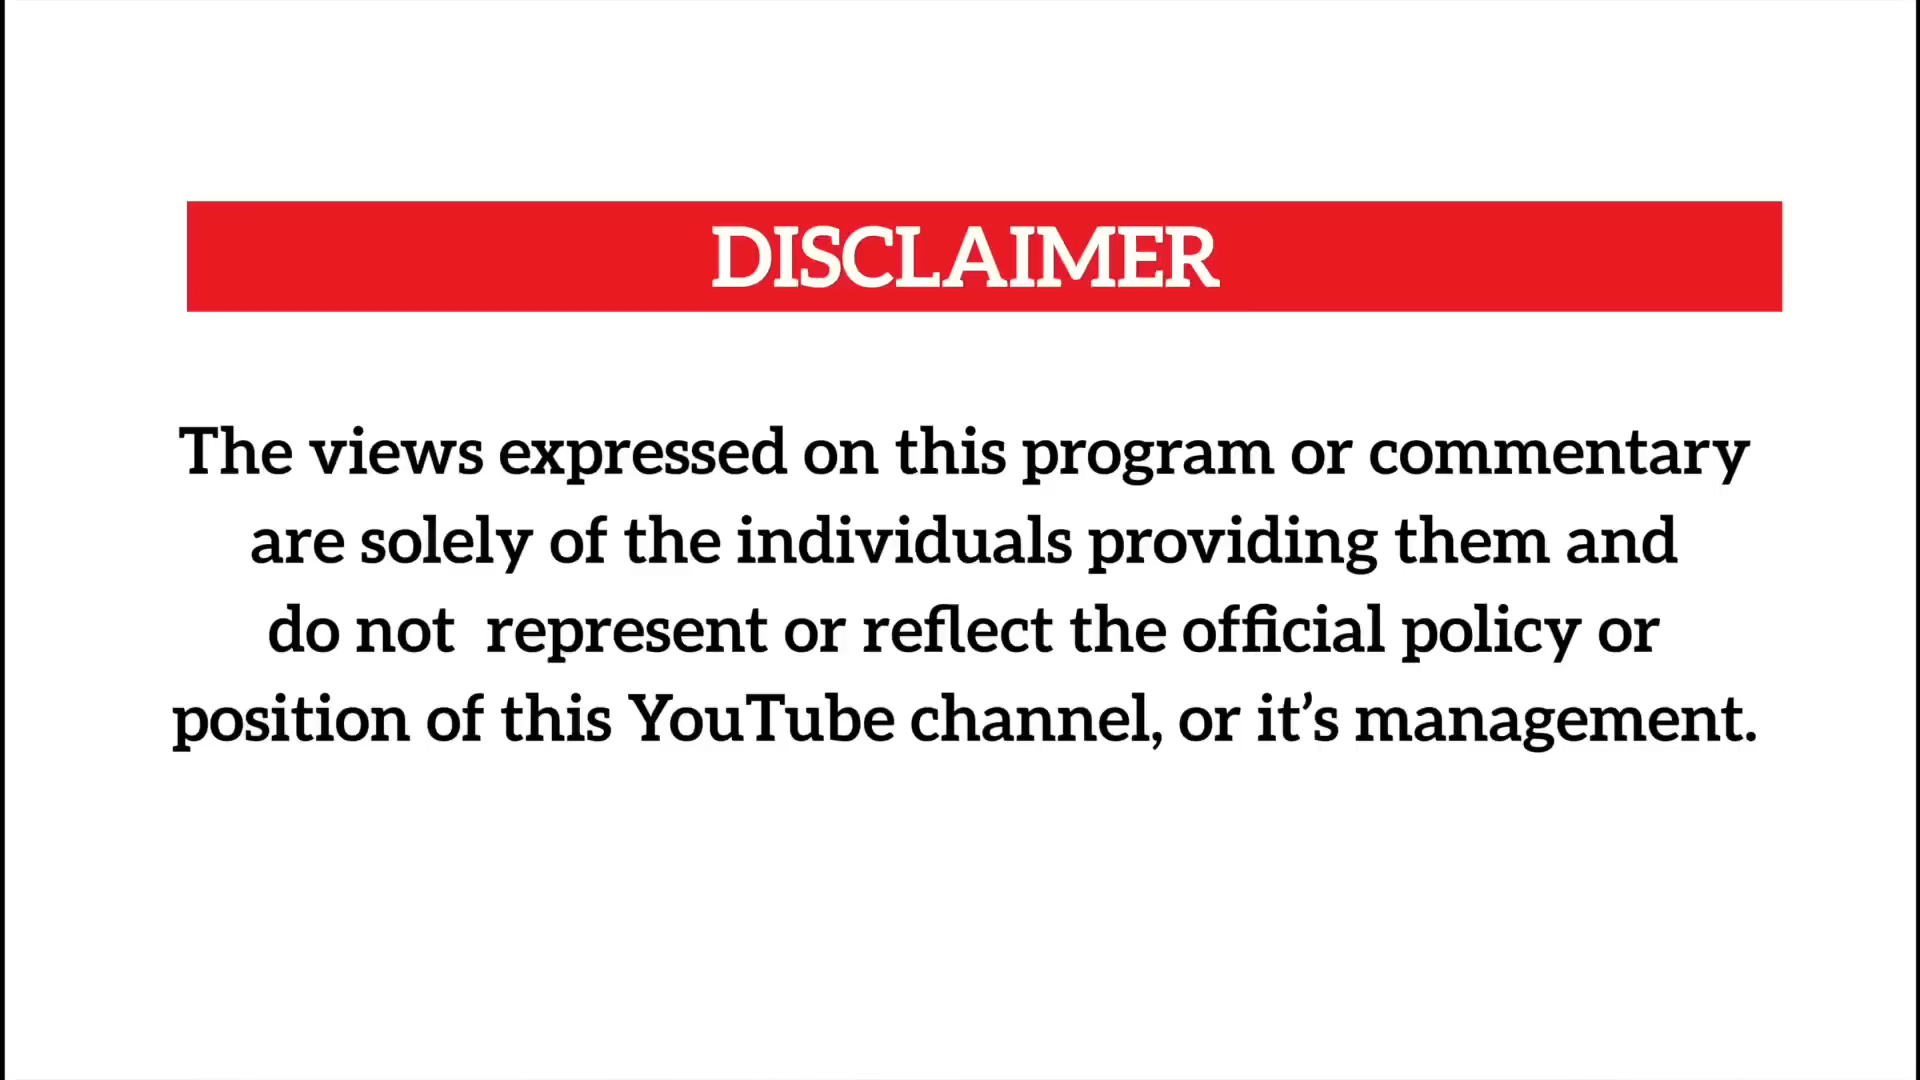 DISCLAIMER
The views expressed on this program or commentary
are solely of the individuals providing them and
do not  represent or reflect the official policy or
position of this YouTube channel, or it’s management.